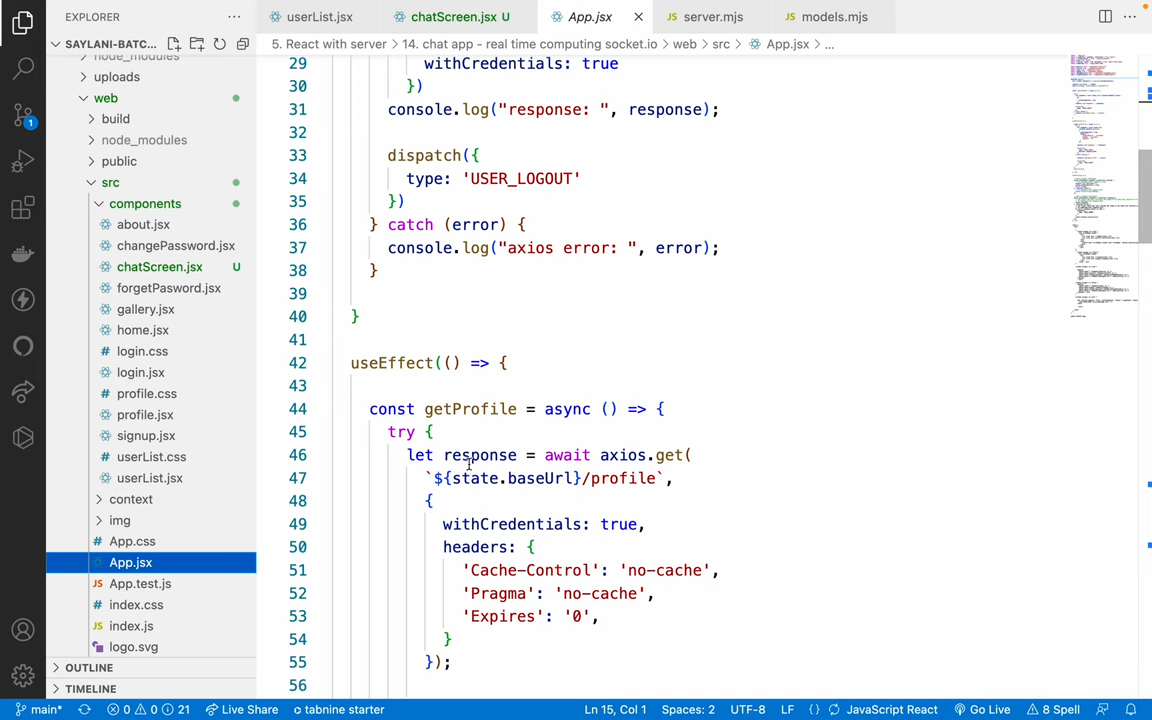 EXPLORER
userList.jsx
chatScreen.jsx U
App.jsx
JS server.mjs
JS models.mjs
SAYLANI-BATC...
5. React with server > 14. chat app - real time computing socket.io > web > src > App.jsx > ...
node_modules
uploads
web
build
node_modules
public
src
components
about.jsx
changePassword.jsx
chatScreen.jsx U
forgetPasword.jsx
gallery.jsx
home.jsx
# login.css
login.jsx
# profile.css
profile.jsx
signup.jsx
# userList.css
userList.jsx
context
img
# App.css
App.jsx
JS App.test.js
# index.css
JS index.js
logo.svg
OUTLINE
TIMELINE
29 withCredentials: true
30 })
31 console.log("response: ", response);
32
33 dispatch({
34 type: 'USER_LOGOUT'
35 })
36 } catch (error) {
37 console.log("axios error: ", error);
38 }
39
40 }
41
42 useEffect(() => {
43
44 const getProfile = async () => {
45 try {
46 let response = await axios.get(
47 `${state.baseUrl}/profile`,
48 {
49 withCredentials: true,
50 headers: {
51 'Cache-Control': 'no-cache',
52 'Pragma': 'no-cache',
53 'Expires': '0',
54 }
55 });
56
1
main* 0 0 21 Live Share tabnine starter Ln 15, Col 1 Spaces: 2 UTF-8 LF {} JavaScript React Go Live 8 Spell